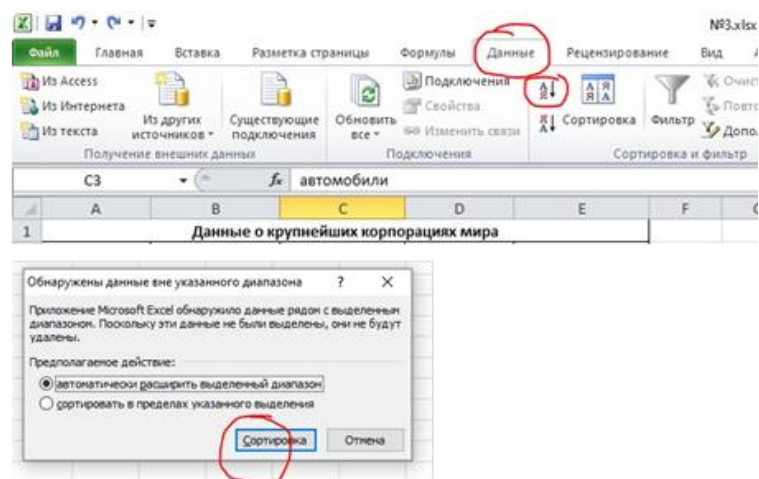 №3.xlsx
Файл Главная Вставка Разметка страницы Формулы Данные Рецензирование Вид
Из Access
Из Интернета
Из текста
Из других источников
Существующие подключения
Обновить все
Подключения
Свойства
Изменить связи
Сортировка
Фильтр
Очист
Повто
Допо
Получение внешних данных
Подключения
Сортировка и фильтр
C3 fx автомобили
A B C D E F
1 Данные о крупнейших корпорациях мира
Обнаружены данные вне указанного диапазона ? X
Приложение Microsoft Excel обнаружило данные рядом с выделенным
диапазоном. Поскольку эти данные не были выделены, они не будут
удалены.
Предполагаемое действие:
автоматически расширить выделенный диапазон
сортировать в пределах указанного выделения
Сортировка Отмена